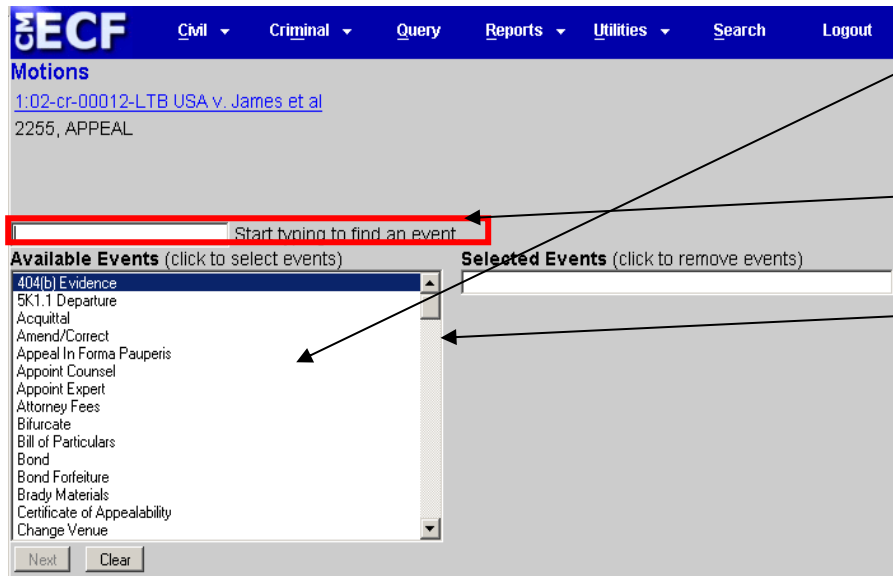 CM ECF Civil Criminal Query Reports Utilities Search Logout
Motions
1:02-cr-00012-LTB USA v. James et al
2255, APPEAL
Start typing to find an event
Available Events (click to select events) Selected Events (click to remove events)
404(b) Evidence
5K1.1 Departure
Acquittal
Amend/Correct
Appeal In Forma Pauperis
Appoint Counsel
Appoint Expert
Attorney Fees
Bifurcate
Bill of Particulars
Bond
Bond Forfeiture
Brady Materials
Certificate of Appealability
Change Venue
Next Clear